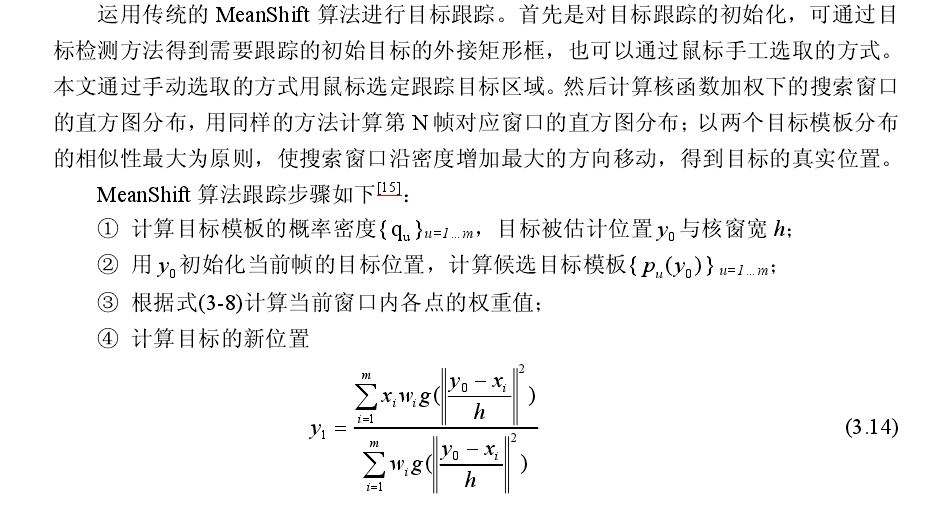 运用传统的 MeanShift 算法进行目标跟踪。首先是对目标跟踪的初始化，可通过目
标检测方法得到需要跟踪的初始目标的外接矩形框，也可以通过鼠标手工选取的方式。
本文通过手动选取的方式用鼠标选定跟踪目标区域。然后计算核函数加权下的搜索窗口
的直方图分布，用同样的方法计算第 N 帧对应窗口的直方图分布；以两个目标模板分布
的相似性最大为原则，使搜索窗口沿密度增加最大的方向移动，得到目标的真实位置。
MeanShift 算法跟踪步骤如下[15]：
① 计算目标模板的概率密度{q_u}_{u=1…m}，目标被估计位置 y_0 与核窗宽 h；
② 用 y_0 初始化当前帧的目标位置，计算候选目标模板{p_u(y_0)}_{u=1…m}；
③ 根据式(3-8)计算当前窗口内各点的权重值；
④ 计算目标的新位置
y_1 = \frac{\sum_{i=1}^{m} x_i w_i g(\left\|\frac{y_0 - x_i}{h}\right\|^2)}{\sum_{i=1}^{m} w_i g(\left\|\frac{y_0 - x_i}{h}\right\|^2)} (3.14)